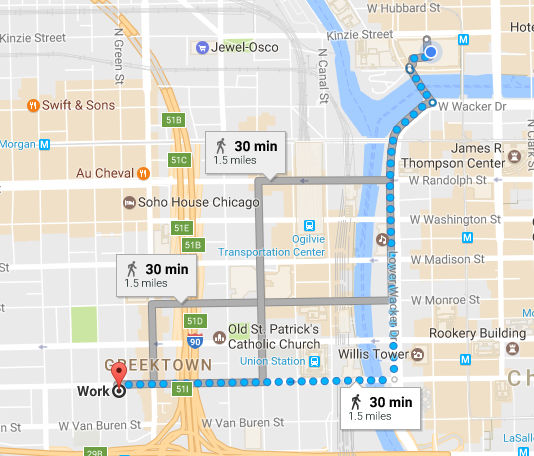 W Hubbard St
Kinzie Street
Kinzie St
Hote
N Green St
Jewel-Osco
N Canal St
Swift & Sons
W Wacker Dr
51B
N Clark St
Morgan
30 min
1.5 miles
James R.
Thompson Center
51C
Au Cheval
W Randolph St
Soho House Chicago
W Washington St
51E
Ogilvie
Transportation Center
51B
W Madison St
Lower Wacker Dr
30 min
1.5 miles
W Monroe St
51D
90
Old St. Patrick's
Catholic Church
Rookery Building
GREEKTOWN
Union Station
Willis Tower
Work
51I
Ch
30 min
1.5 miles
W Van Buren St
W Van Buren St
29B
LaSalle